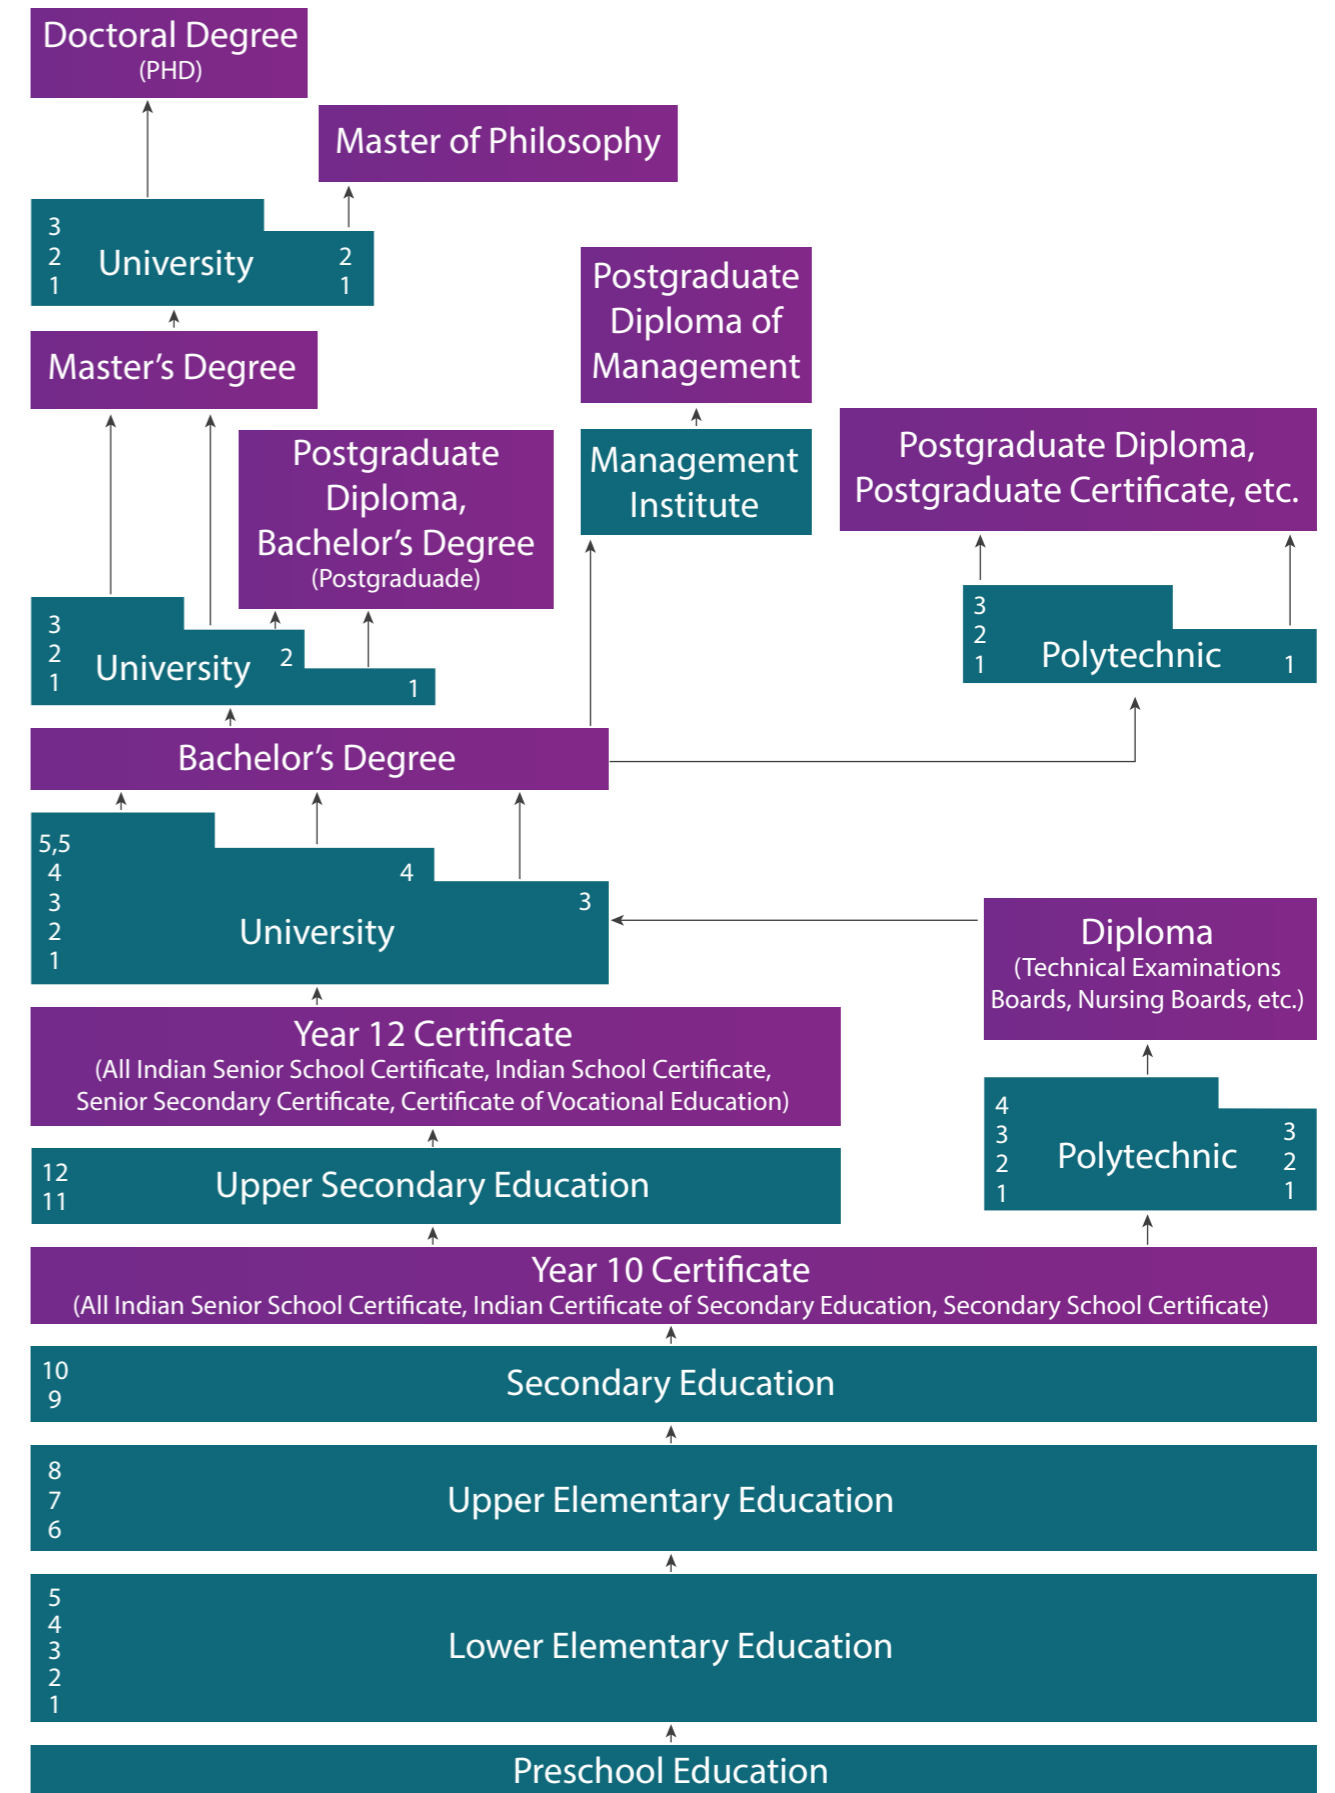 Doctoral Degree
(PHD)
Master of Philosophy
3
2
1
University
2
1
Master's Degree
Postgraduate
Diploma of
Management
Management
Institute
Postgraduate
Diploma,
Bachelor's Degree
(Postgraduade)
Postgraduate Diploma,
Postgraduate Certificate, etc.
3
2
1
University
2
1
3
2
1
Polytechnic
1
Bachelor's Degree
5,5
4
3
2
1
University
4
3
Diploma
(Technical Examinations
Boards, Nursing Boards, etc.)
Year 12 Certificate
(All Indian Senior School Certificate, Indian School Certificate,
Senior Secondary Certificate, Certificate of Vocational Education)
4
3
2
1
Polytechnic
3
2
1
12
11
Upper Secondary Education
Year 10 Certificate
(All Indian Senior School Certificate, Indian Certificate of Secondary Education, Secondary School Certificate)
10
9
Secondary Education
8
7
6
Upper Elementary Education
5
4
3
2
1
Lower Elementary Education
Preschool Education